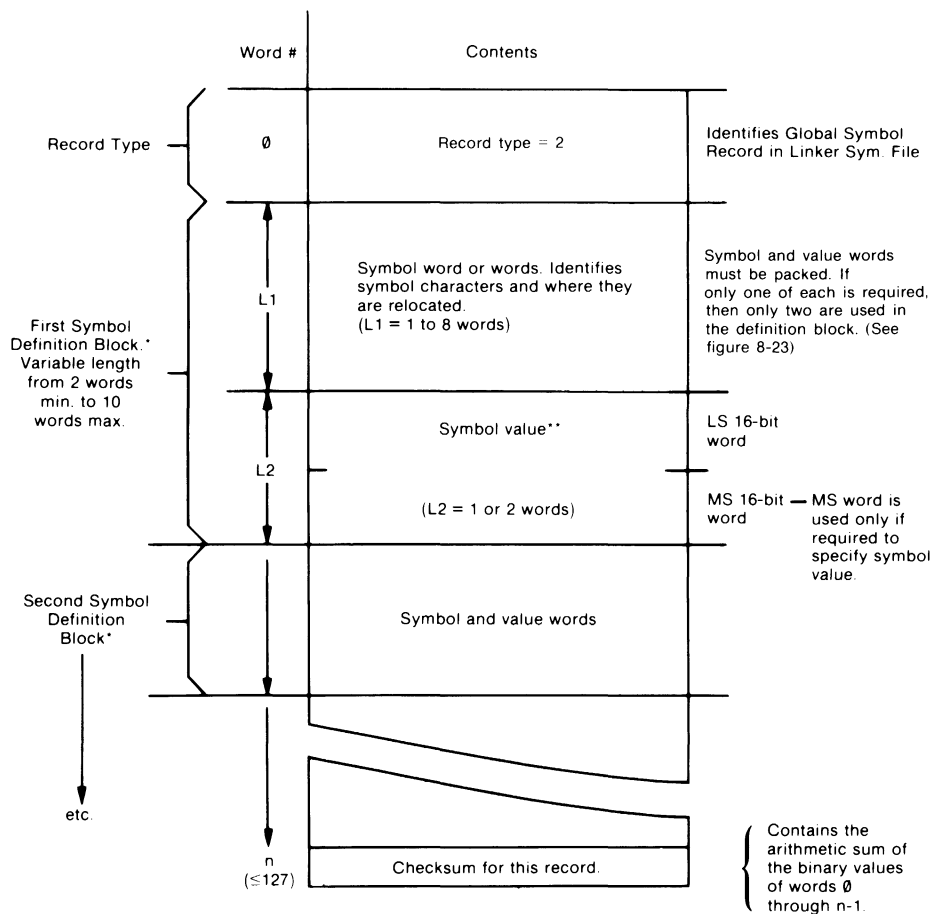 Word #
Contents
Record Type
Ø
Record type = 2
Identifies Global Symbol
Record in Linker Sym. File
First Symbol
Definition Block.*
Variable length
from 2 words
min. to 10
words max.
L1
Symbol word or words. Identifies
symbol characters and where they
are relocated.
(L1 = 1 to 8 words)
Symbol and value words
must be packed. If
only one of each is required,
then only two are used in
the definition block. (See
figure 8-23)
L2
Symbol value**
(L2 = 1 or 2 words)
LS 16-bit
word
MS 16-bit
word
MS word is
used only if
required to
specify symbol
value.
Second Symbol
Definition
Block*
Symbol and value words
etc.
n
(≤127)
Checksum for this record.
Contains the
arithmetic sum of
the binary values
of words Ø
through n-1.